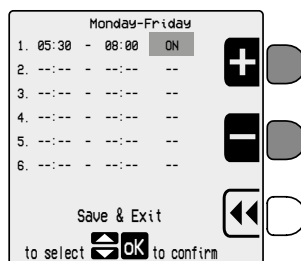 Monday-Friday
1. 05:30 - 08:00 ON
2. --:-- - --:-- --
3. --:-- - --:-- --
4. --:-- - --:-- --
5. --:-- - --:-- --
6. --:-- - --:-- --
Save & Exit
to select OK to confirm